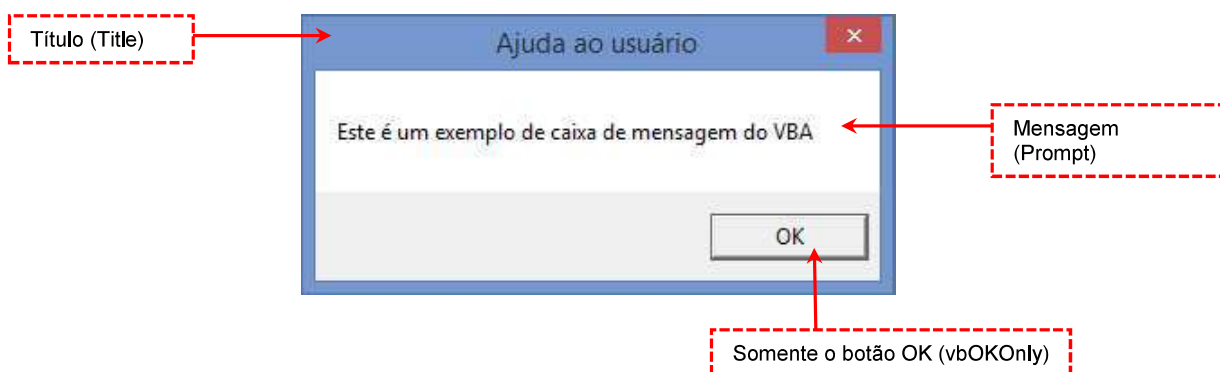 Título (Title)
Ajuda ao usuário
Este é um exemplo de caixa de mensagem do VBA
Mensagem
(Prompt)
OK
Somente o botão OK (vbOKOnly)